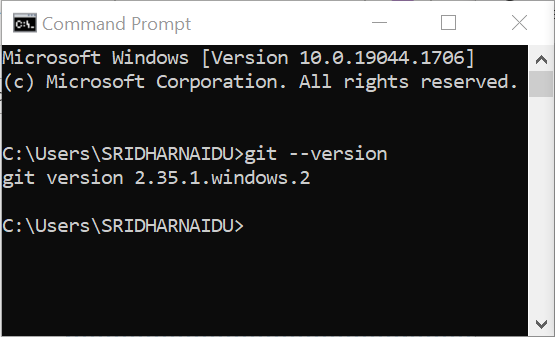 Command Prompt
Microsoft Windows [Version 10.0.19044.1706]
(c) Microsoft Corporation. All rights reserved.
C:\Users\SRIDHARNAIDU>git --version
git version 2.35.1.windows.2
C:\Users\SRIDHARNAIDU>